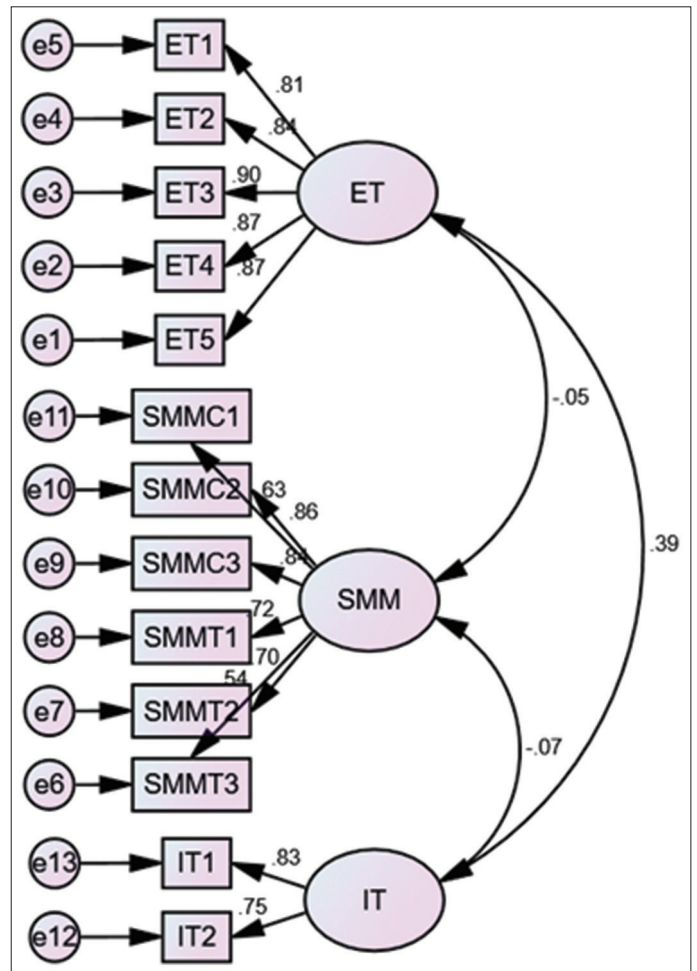 e5 ET1
.81
e4 ET2 .84
e3 ET3 .90 ET
.87
e2 ET4 .87
e1 ET5
-.05
e11 SMMC1
e10 SMMC2 .63
.86
.39
e9 SMMC3 .84
SMM
e8 SMMT1 .72
.70
.54
e7 SMMT2
-.07
e6 SMMT3
e13 IT1 .83
IT
.75
e12 IT2